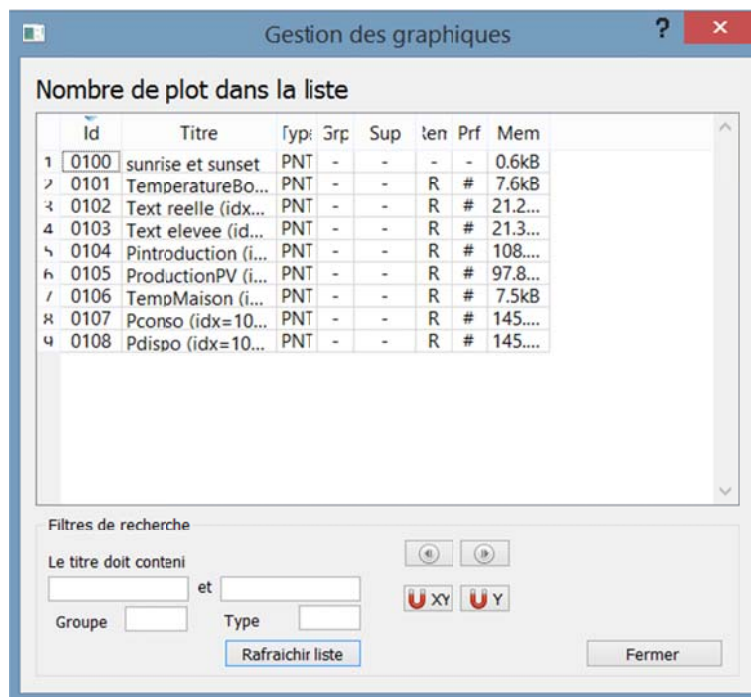 Gestion des graphiques ? ×
Nombre de plot dans la liste
Id Titre Type Grp Sup Rem Prf Mem
1 0100 sunrise et sunset PNT - - - - 0.6kB
2 0101 TemperatureBo... PNT - - R # 7.6kB
3 0102 Text reelle (idx... PNT - - R # 21.2...
4 0103 Text elevee (id... PNT - - R # 21.3...
5 0104 Pintroduction (i... PNT - - R # 108....
6 0105 ProductionPV (i... PNT - - R # 97.8...
7 0106 TempMaison (i... PNT - - R # 7.5kB
8 0107 Pconso (idx=10... PNT - - R # 145....
9 0108 Pdispo (idx=10... PNT - - R # 145....
Filtres de recherche
Le titre doit conteni
et
XY Y
Groupe Type
Rafraichir liste Fermer